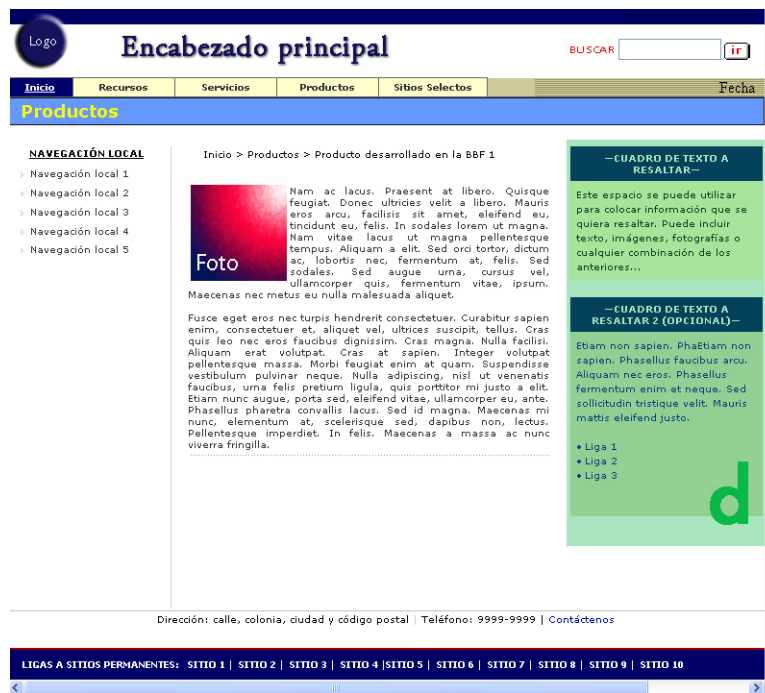 Logo
Encabezado principal
BUSCAR
ir
Inicio Recursos Servicios Productos Sitios Selectos Fecha
Productos
NAVEGACIÓN LOCAL
Navegación local 1
Navegación local 2
Navegación local 3
Navegación local 4
Navegación local 5
Inicio > Productos > Producto desarrollado en la BBF 1
Foto
Nam ac lacus. Praesent at libero. Quisque
feugiat. Donec ultricies velit a libero. Mauris
eros arcu, facilisis sit amet, eleifend eu,
tincidunt eu, felis. In sodales lorem ut magna.
Nam vitae lacus ut magna pellentesque
tempus. Aliquam a elit. Sed orci tortor, dictum
ac, lobortis nec, fermentum at, felis. Sed
sodales. Sed augue urna, cursus vel,
ullamcorper quis, fermentum vitae, ipsum.
Maecenas nec metus eu nulla malesuada aliquet.
Fusce eget eros nec turpis hendrerit consectetuer. Curabitur sapien
enim, consectetuer et, aliquet vel, ultrices suscipit, tellus. Cras
quis leo nec eros faucibus dignissim. Cras magna. Nulla facilisi.
Aliquam erat volutpat. Cras at sapien. Integer volutpat
pellentesque massa. Morbi feugiat enim at quam. Suspendisse
vestibulum pulvinar neque. Nulla adipiscing, nisl ut venenatis
faucibus, urna felis pretium ligula, quis porttitor mi justo a elit.
Etiam nunc augue, porta sed, eleifend vitae, ullamcorper eu, ante.
Phasellus pharetra convallis lacus. Sed id magna. Maecenas mi
nunc, elementum at, scelerisque sed, dapibus non, lectus.
Pellentesque imperdiet. In felis. Maecenas a massa ac nunc
viverra fringilla.
—CUADRO DE TEXTO A
RESALTAR—
Este espacio se puede utilizar
para colocar información que se
quiera resaltar. Puede incluir
texto, imágenes, fotografías o
cualquier combinación de los
anteriores...
—CUADRO DE TEXTO A
RESALTAR 2 (OPCIONAL)—
Etiam non sapien. PhaEtiam non
sapien. Phasellus faucibus arcu.
Aliquam nec eros. Phasellus
fermentum enim et neque. Sed
sollicitudin tristique velit. Mauris
mattis eleifend justo.
• Liga 1
• Liga 2
• Liga 3
d
Dirección: calle, colonia, ciudad y código postal | Teléfono: 9999-9999 | Contáctenos
LIGAS A SITIOS PERMANENTES: SITIO 1 | SITIO 2 | SITIO 3 | SITIO 4 |SITIO 5 | SITIO 6 | SITIO 7 | SITIO 8 | SITIO 9 | SITIO 10